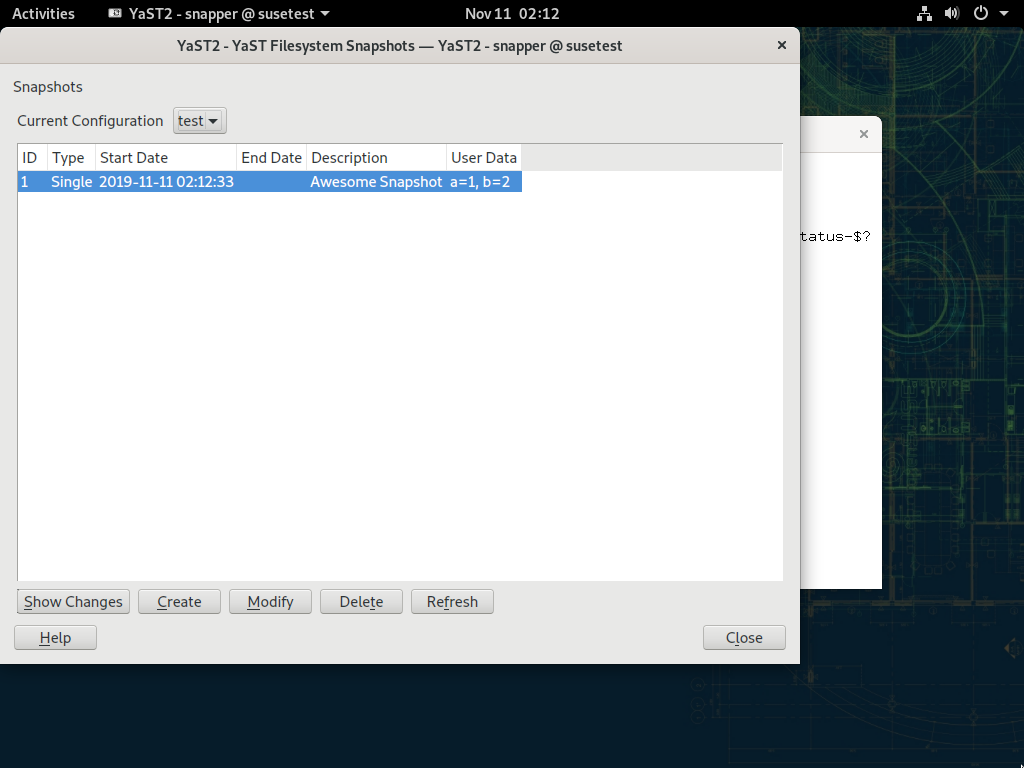 Activities YaST2 - snapper @ susetest Nov 11 02:12
YaST2 - YaST Filesystem Snapshots — YaST2 - snapper @ susetest
Snapshots
Current Configuration test
ID Type Start Date End Date Description User Data
1 Single 2019-11-11 02:12:33 Awesome Snapshot a=1, b=2
tatus-$?
Show Changes Create Modify Delete Refresh
Help Close